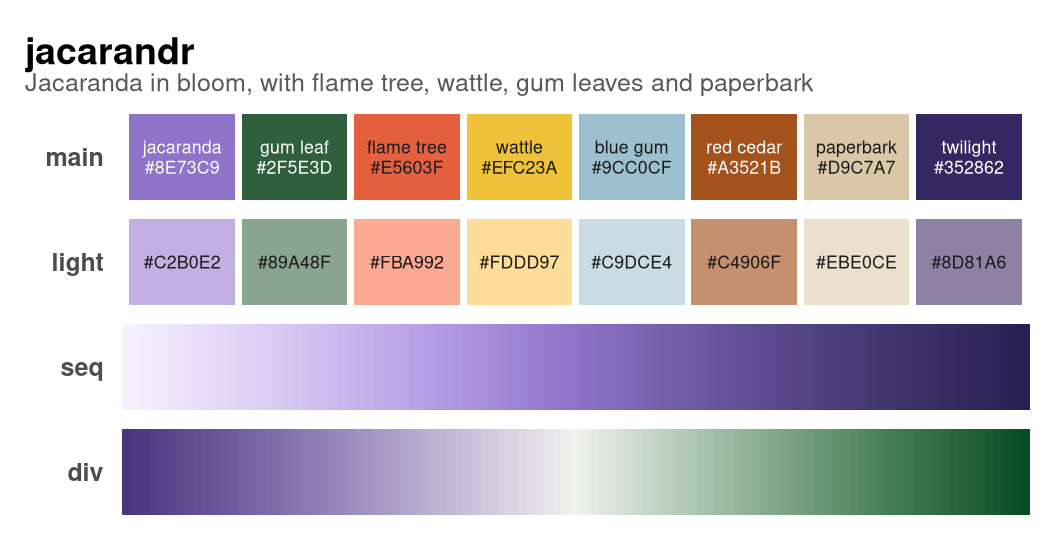 jacarandr
Jacaranda in bloom, with flame tree, wattle, gum leaves and paperbark
main
jacaranda
#8E73C9
gum leaf
#2F5E3D
flame tree
#E5603F
wattle
#EFC23A
blue gum
#9CC0CF
red cedar
#A3521B
paperbark
#D9C7A7
twilight
#352862
light
#C2B0E2
#89A48F
#FBA992
#FDDD97
#C9DCE4
#C4906F
#EBE0CE
#8D81A6
seq
div